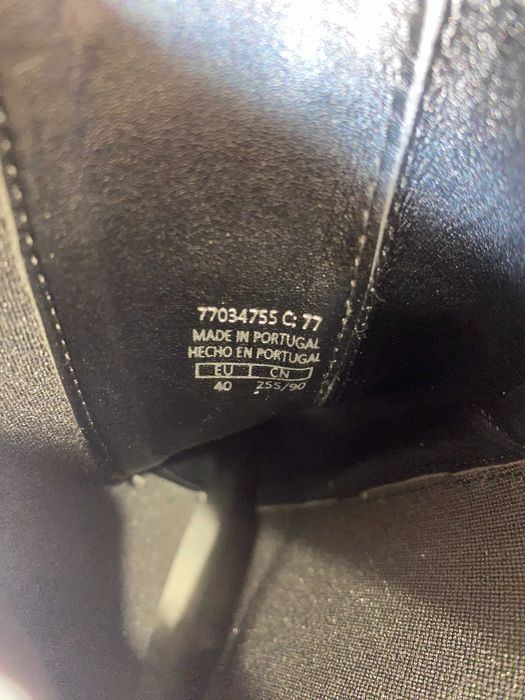 77034755 C; 77
MADE IN PORTUGAL
HECHO EN PORTUGAL
EU CN
40 255/90